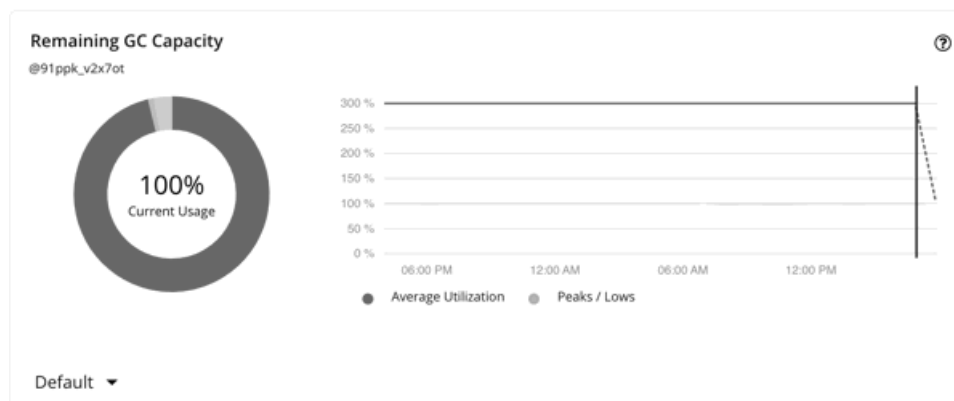 Remaining GC Capacity
@91ppk_v2x7ot
100%
Current Usage
300 %
250 %
200 %
150 %
100 %
50 %
0 %
06:00 PM 12:00 AM 06:00 AM 12:00 PM
Average Utilization Peaks / Lows
Default